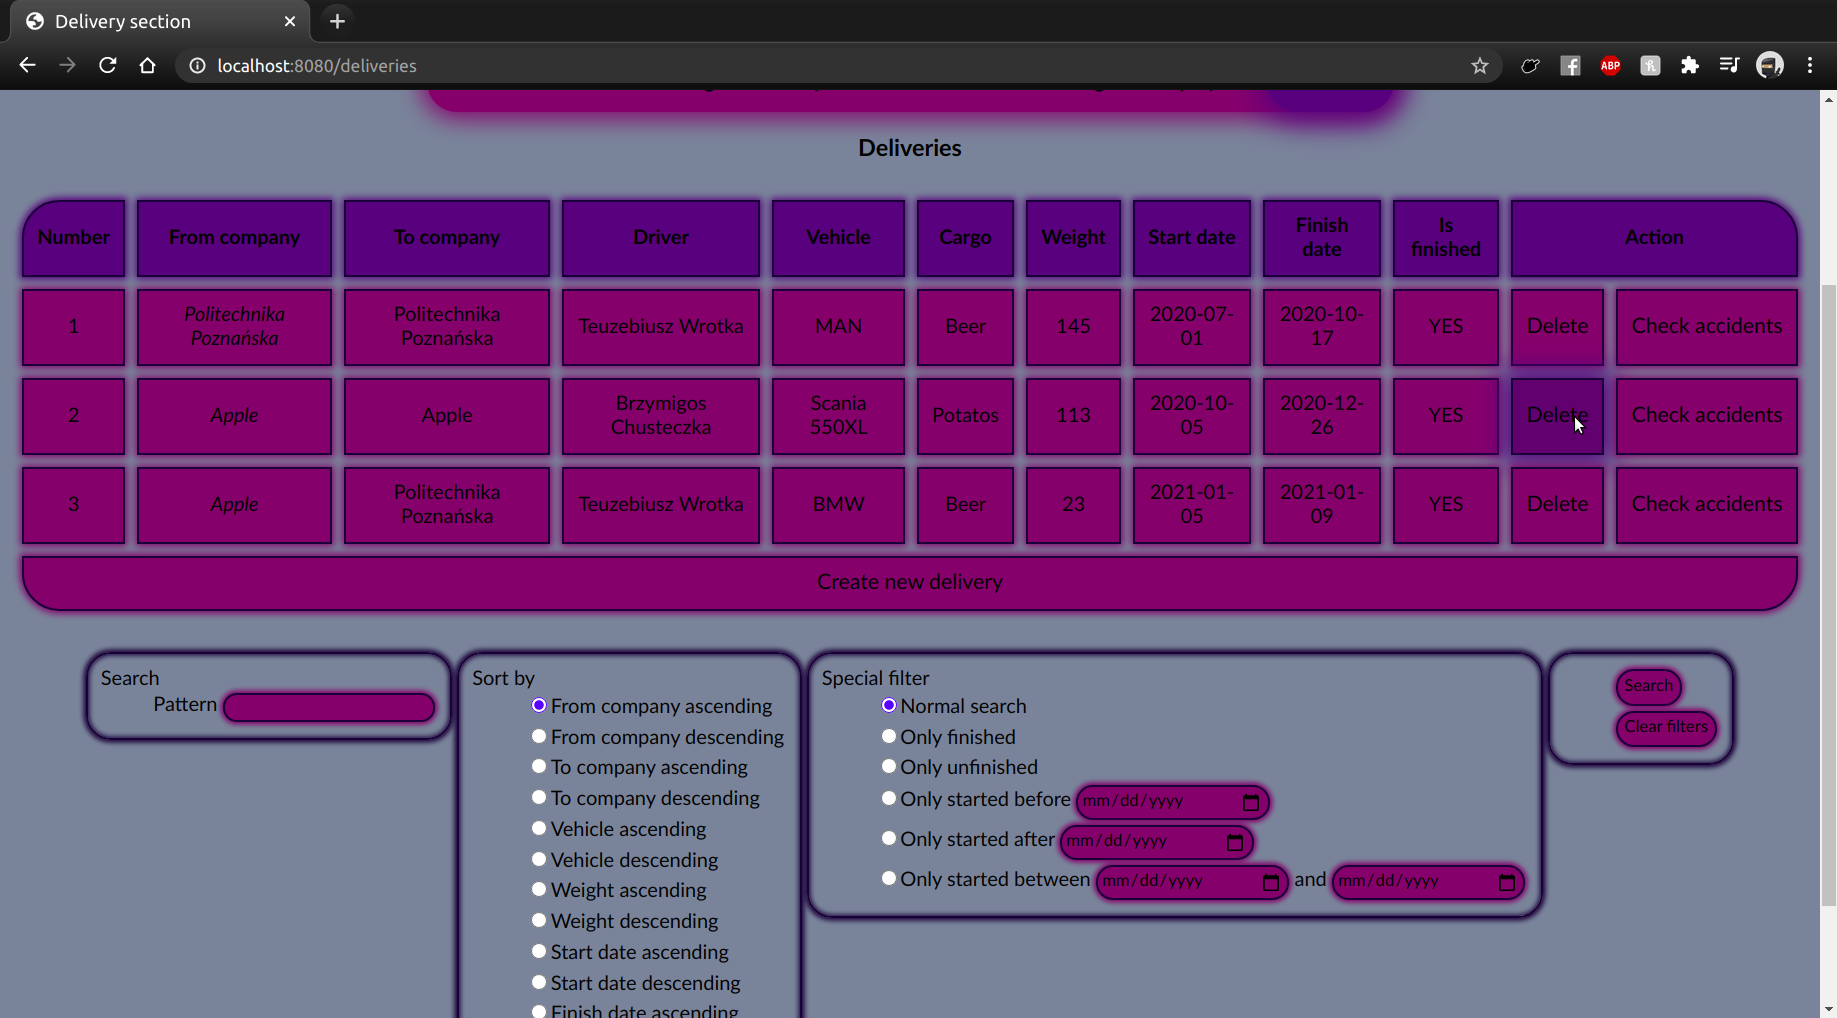 Delivery section
localhost:8080/deliveries
ABP
Deliveries
Number From company To company Driver Vehicle Cargo Weight Start date Finish date Is finished Action
1 Politechnika Poznańska Politechnika Poznańska Teuzebiusz Wrotka MAN Beer 145 2020-07-01 2020-10-17 YES Delete Check accidents
2 Apple Apple Brzymigos Chusteczka Scania 550XL Potatos 113 2020-10-05 2020-12-26 YES Delete Check accidents
3 Apple Politechnika Poznańska Teuzebiusz Wrotka BMW Beer 23 2021-01-05 2021-01-09 YES Delete Check accidents
Create new delivery
Search
Pattern
Sort by
From company ascending
From company descending
To company ascending
To company descending
Vehicle ascending
Vehicle descending
Weight ascending
Weight descending
Start date ascending
Start date descending
Finish date ascending
Special filter
Normal search
Only finished
Only unfinished
Only started before mm/dd/yyyy
Only started after mm/dd/yyyy
Only started between mm/dd/yyyy and mm/dd/yyyy
Search
Clear filters